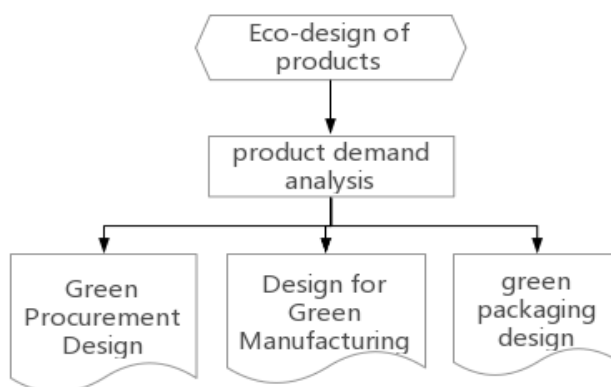 Eco-design of
products
product demand
analysis
Green
Procurement
Design
Design for
Green
Manufacturing
green
packaging
design